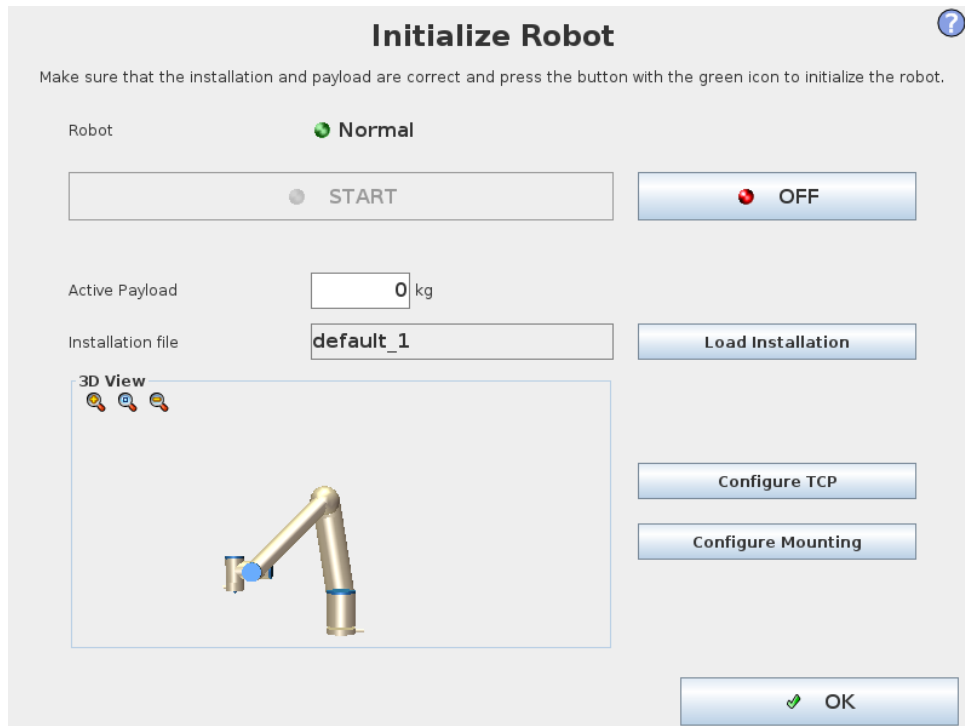 Initialize Robot
?
Make sure that the installation and payload are correct and press the button with the green icon to initialize the robot.
Robot
Normal
START
OFF
Active Payload
0 kg
Installation file
default_1
Load Installation
3D View
Configure TCP
Configure Mounting
OK